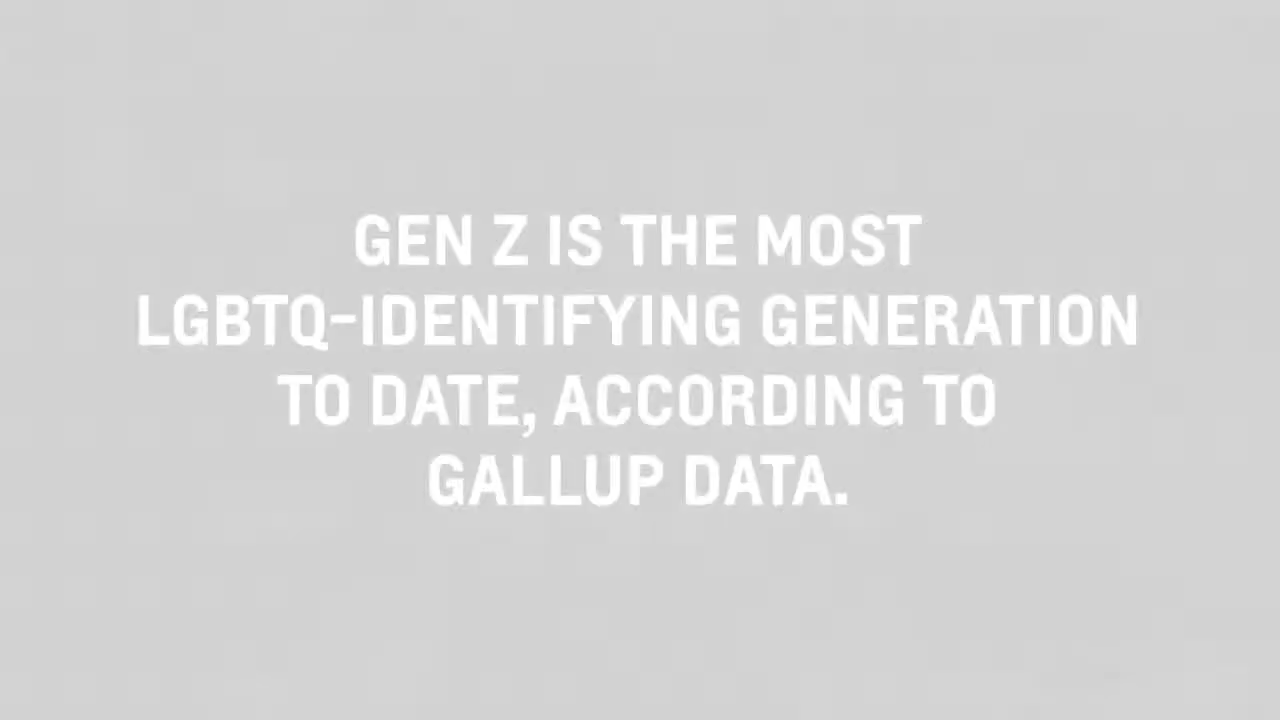 GEN Z IS THE MOST
LGBTQ-IDENTIFYING GENERATION
TO DATE, ACCORDING TO
GALLUP DATA.